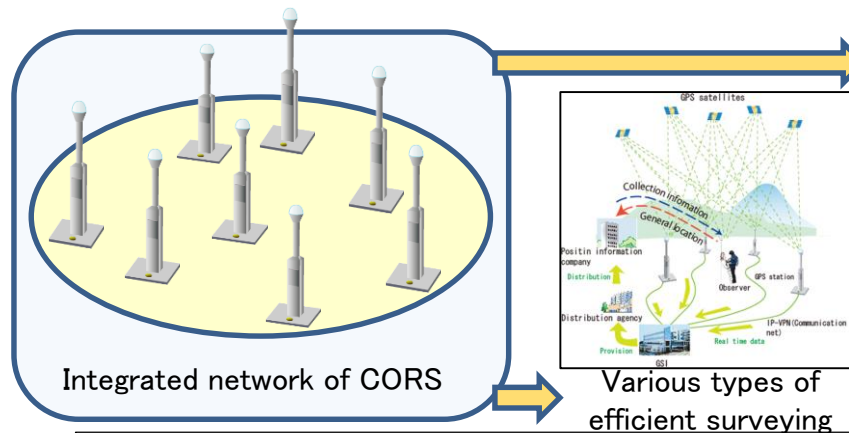 GPS satellites
Collection infomation
General location
Positin information
company
Distribution
Observer
GPS station
Distribution agency
IP-VPN(Communication
net)
Provision
Real time data
GSI
Integrated network of CORS
Various types of
efficient surveying